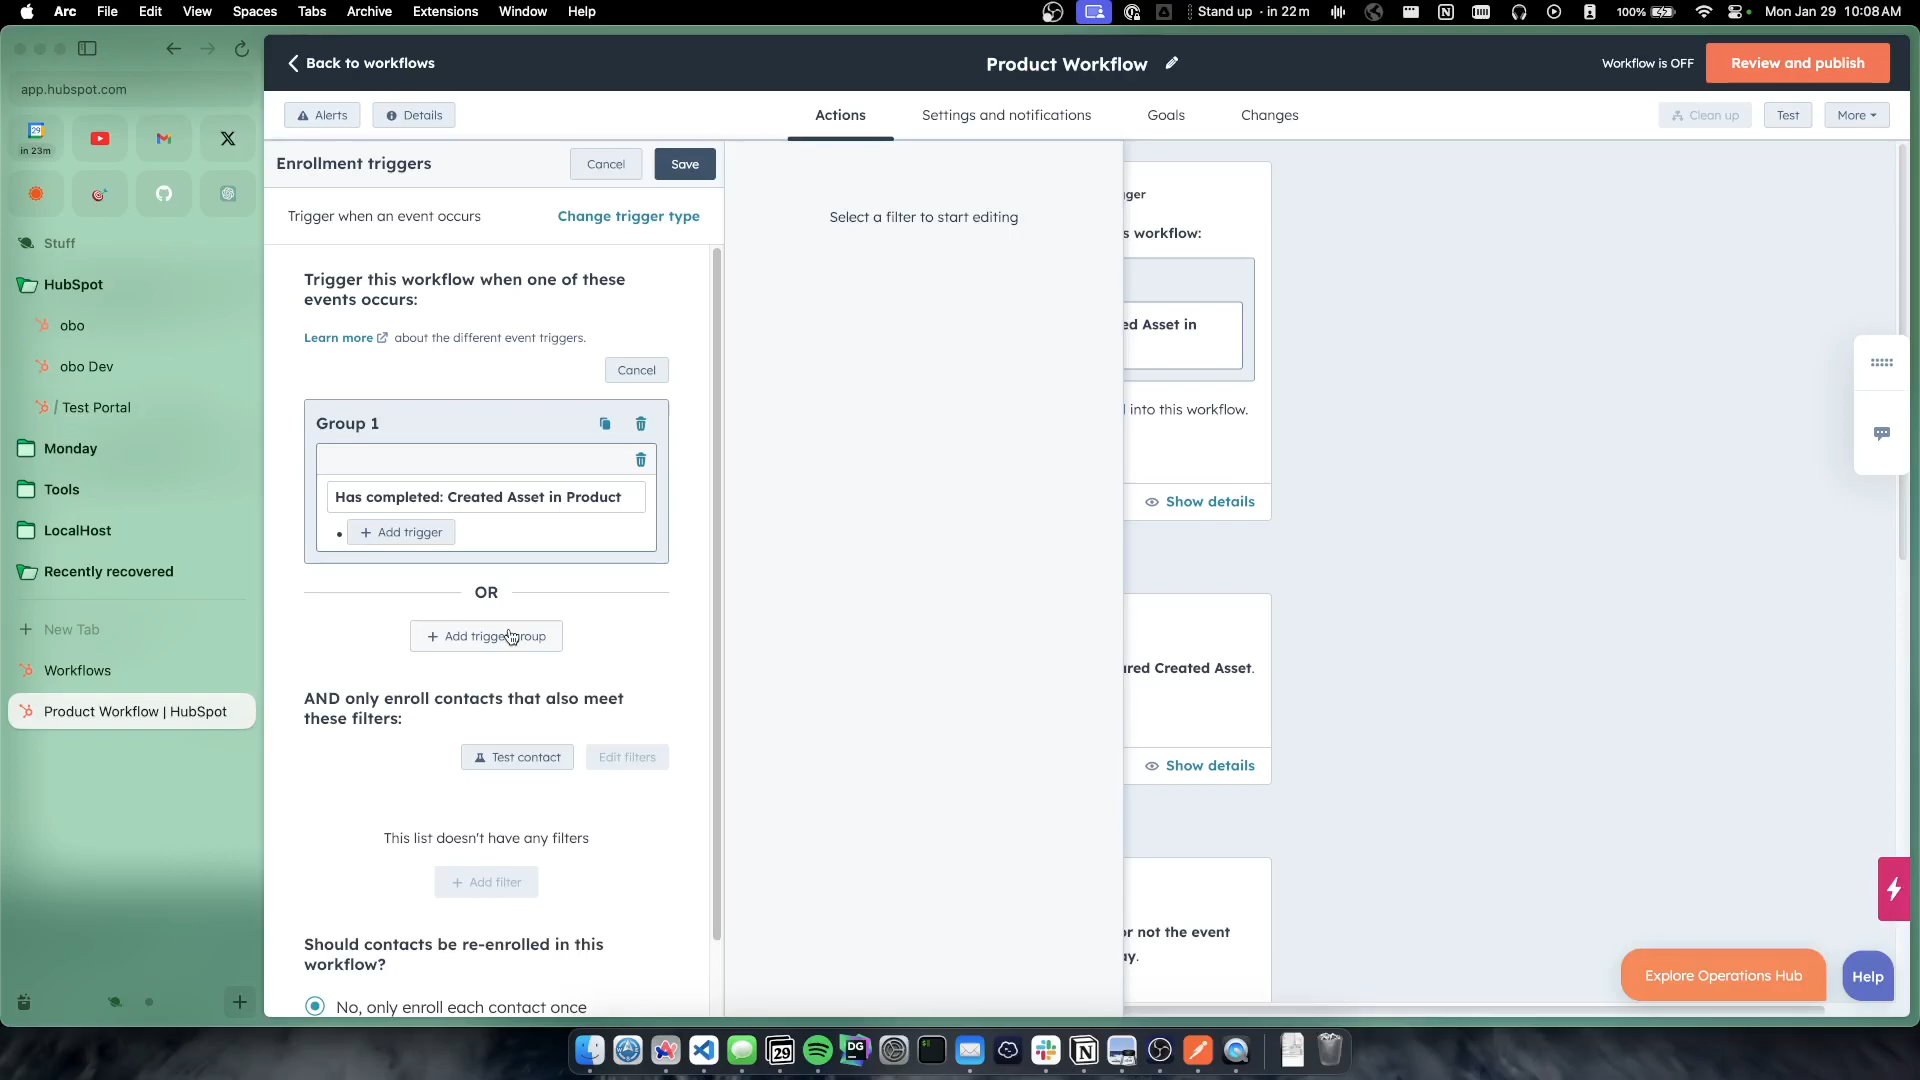 Arc File Edit View Spaces Tabs Archive Extensions Window Help
Stand up · in 22m
100%
Mon Jan 29 10:08 AM
app.hubspot.com
29
in 23m
Stuff
HubSpot
obo
obo Dev
/ Test Portal
Monday
Tools
LocalHost
Recently recovered
New Tab
Workflows
Product Workflow | HubSpot
Back to workflows
Product Workflow
Workflow is OFF
Review and publish
Alerts
Details
Actions
Settings and notifications
Goals
Changes
Clean up
Test
More
Enrollment triggers
Cancel
Save
Trigger when an event occurs
Change trigger type
Trigger this workflow when one of these
events occurs:
Learn more about the different event triggers.
Cancel
Group 1
Has completed: Created Asset in Product
+ Add trigger
OR
+ Add trigger group
AND only enroll contacts that also meet
these filters:
Test contact
Edit filters
This list doesn't have any filters
+ Add filter
Should contacts be re-enrolled in this
workflow?
No, only enroll each contact once
Select a filter to start editing
gger
s workflow:
ed Asset in
into this workflow.
Show details
red Created Asset.
Show details
or not the event
ay.
Explore Operations Hub
Help
29
DG